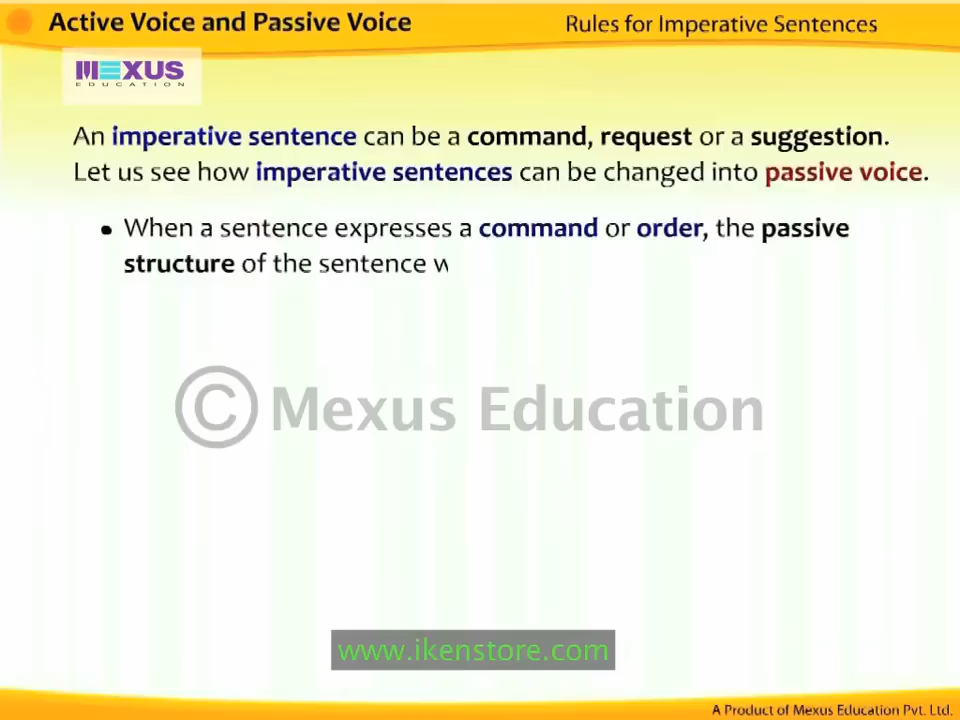 Active Voice and Passive Voice
Rules for Imperative Sentences
MEXUS
EDUCATION
An imperative sentence can be a command, request or a suggestion.
Let us see how imperative sentences can be changed into passive voice.
• When a sentence expresses a command or order, the passive
structure of the sentence w
© Mexus Education
www.ikenstore.com
A Product of Mexus Education Pvt. Ltd.